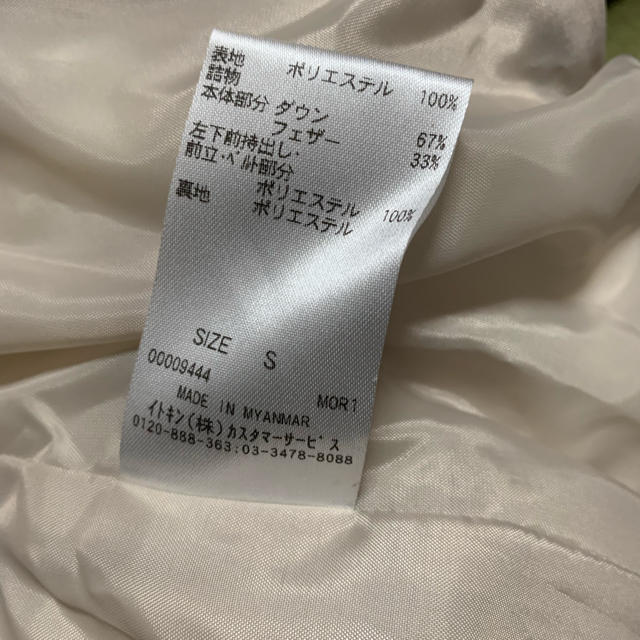 表地 ポリエステル 100%
詰物
本体部分 ダウン 67%
フェザー 33%
左下前持出し・
前立・ベルト部分
ポリエステル 100%
裏地 ポリエステル
SIZE S
00009444 MOR1
MADE IN MYANMAR
イトキン(株)カスタマーサービス
0120-888-363:03-3478-8088